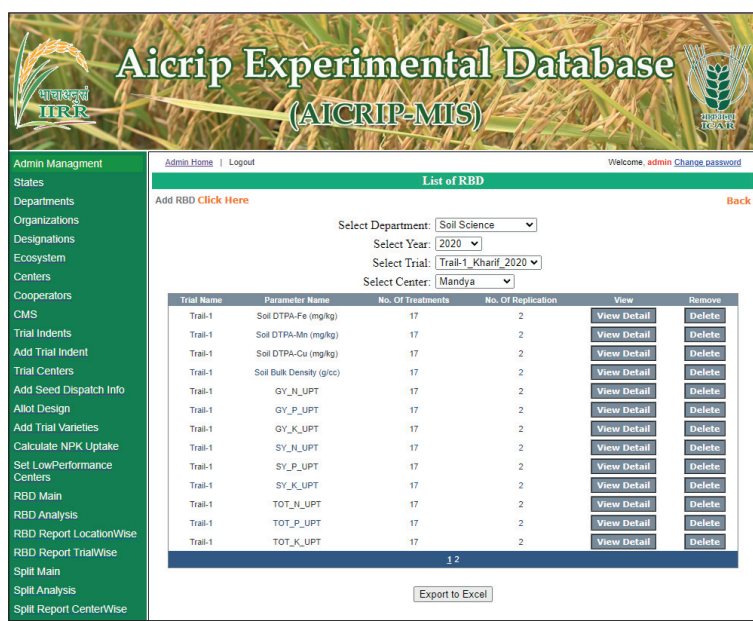 Aicrip Experimental Database
(AICRIP-MIS)
IIRR
ICAR
Admin Managment
States
Departments
Organizations
Designations
Ecosystem
Centers
Cooperators
CMS
Trial Indents
Add Trial Indent
Trial Centers
Add Seed Dispatch Info
Allot Design
Add Trial Varieties
Calculate NPK Uptake
Set LowPerformance
Centers
RBD Main
RBD Analysis
RBD Report LocationWise
RBD Report TrialWise
Split Main
Split Analysis
Split Report CenterWise
Admin Home | Logout Welcome, admin Change password
List of RBD
Add RBD Click Here Back
Select Department: Soil Science
Select Year: 2020
Select Trial: Trail-1_Kharif_2020
Select Center: Mandya
Trial Name Parameter Name No. Of Treatments No. Of Replication View Remove
Trail-1 Soil DTPA-Fe (mg/kg) 17 2 View Detail Delete
Trail-1 Soil DTPA-Mn (mg/kg) 17 2 View Detail Delete
Trail-1 Soil DTPA-Cu (mg/kg) 17 2 View Detail Delete
Trail-1 Soil Bulk Density (g/cc) 17 2 View Detail Delete
Trail-1 GY_N_UPT 17 2 View Detail Delete
Trail-1 GY_P_UPT 17 2 View Detail Delete
Trail-1 GY_K_UPT 17 2 View Detail Delete
Trail-1 SY_N_UPT 17 2 View Detail Delete
Trail-1 SY_P_UPT 17 2 View Detail Delete
Trail-1 SY_K_UPT 17 2 View Detail Delete
Trail-1 TOT_N_UPT 17 2 View Detail Delete
Trail-1 TOT_P_UPT 17 2 View Detail Delete
Trail-1 TOT_K_UPT 17 2 View Detail Delete
1 2
Export to Excel